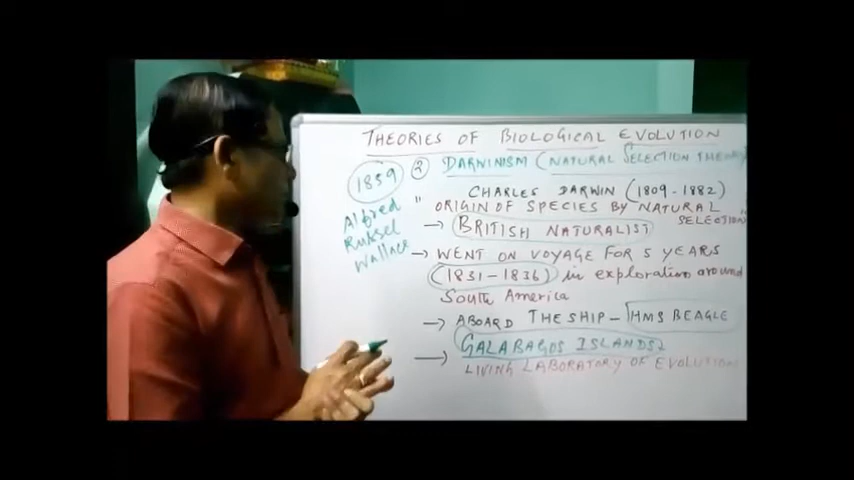 THEORIES OF BIOLOGICAL EVOLUTION
1859 ② DARWINISM (NATURAL SELECTION THEORY)
CHARLES DARWIN (1809-1882)
"ORIGIN OF SPECIES BY NATURAL
SELECTION"
Alfred
Russel
Wallace
→ BRITISH NATURALIST
→ WENT ON VOYAGE FOR 5 YEARS
(1831-1836) in exploration around
South America
→ ABOARD THE SHIP - HMS BEAGLE
→ GALABAGOS ISLANDS
LIVING LABORATORY OF EVOLUTION